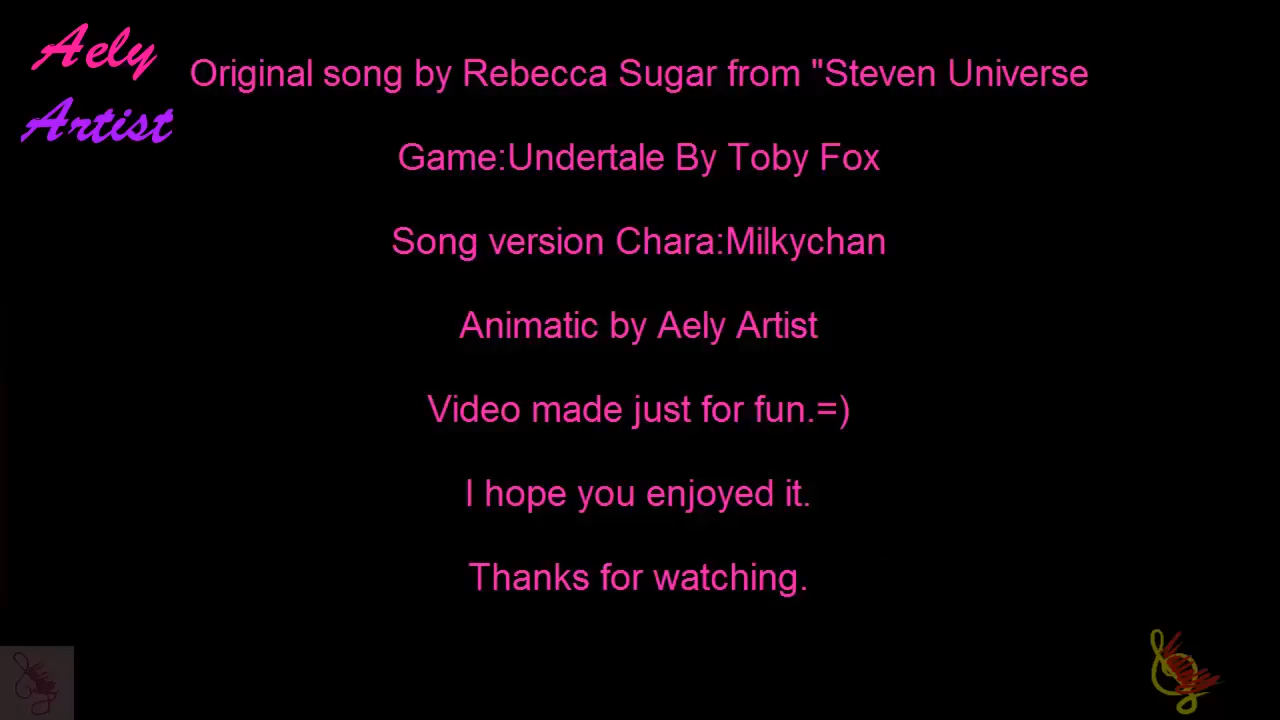 Aely
Artist
Original song by Rebecca Sugar from "Steven Universe
Game:Undertale By Toby Fox
Song version Chara:Milkychan
Animatic by Aely Artist
Video made just for fun.=)
I hope you enjoyed it.
Thanks for watching.